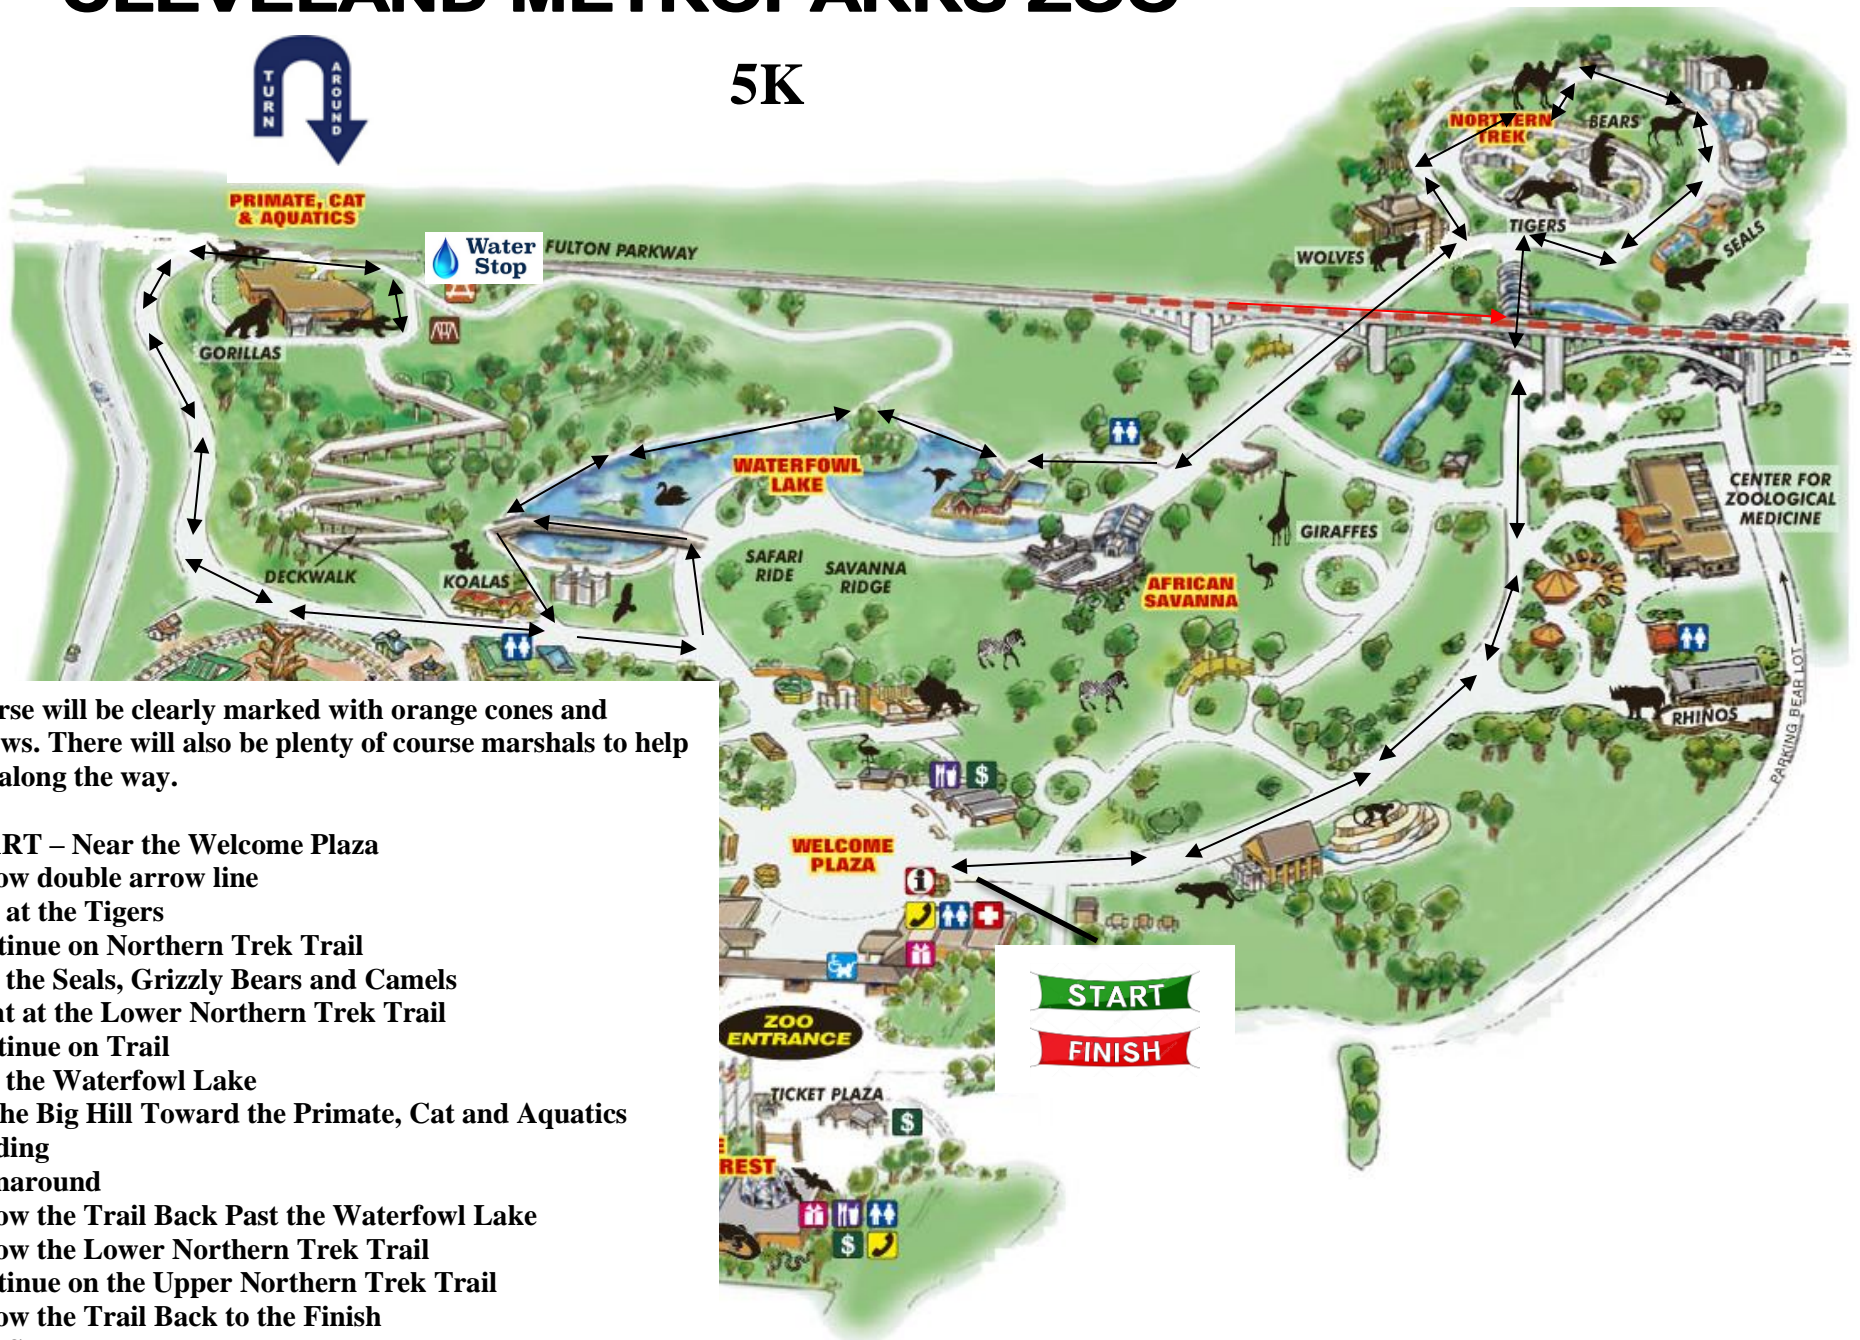 CLEVELAND METROPARKS ZOO
5K
TURN
AROUND
PRIMATE, CAT
& AQUATICS
Water
Stop
FULTON PARKWAY
NORTHERN
TREK
BEARS
TIGERS
SEALS
WOLVES
GORILLAS
WATERFOWL
LAKE
CENTER FOR
ZOOLOGICAL
MEDICINE
GIRAFFES
DECKWALK
KOALAS
SAFARI
RIDE
SAVANNA
RIDGE
AFRICAN
SAVANNA
RHINOS
PARKING BEAR LOT
rse will be clearly marked with orange cones and
ws. There will also be plenty of course marshals to help
along the way.
RT – Near the Welcome Plaza
ow double arrow line
at the Tigers
tinue on Northern Trek Trail
the Seals, Grizzly Bears and Camels
ht at the Lower Northern Trek Trail
tinue on Trail
the Waterfowl Lake
he Big Hill Toward the Primate, Cat and Aquatics
ding
naround
ow the Trail Back Past the Waterfowl Lake
ow the Lower Northern Trek Trail
tinue on the Upper Northern Trek Trail
ow the Trail Back to the Finish
$
WELCOME
PLAZA
i
START
FINISH
ZOO
ENTRANCE
TICKET PLAZA
$
E
REST
$